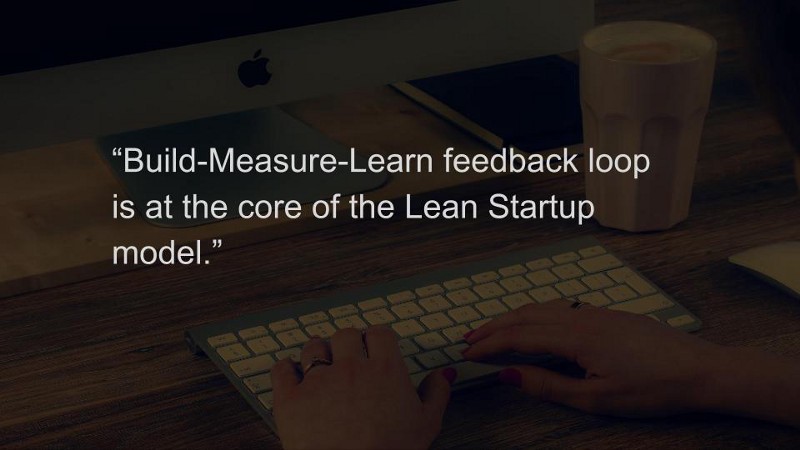 “Build-Measure-Learn feedback loop
is at the core of the Lean Startup
model.”